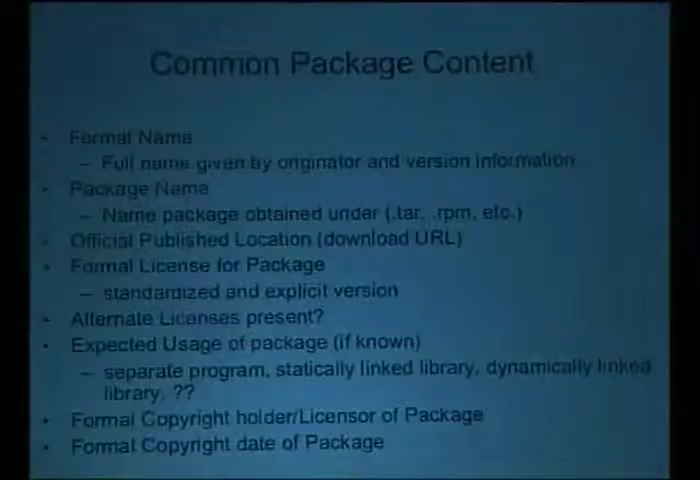 Common Package Content
- Formal Name
– Full name given by originator and version information
- Package Name
– Name package obtained under (.tar, .rpm, etc.)
- Official Published Location (download URL)
- Formal License for Package
– standardized and explicit version
- Alternate Licenses present?
- Expected Usage of package (if known)
– separate program, statically linked library, dynamically linked
library, ??
- Formal Copyright holder/Licensor of Package
- Formal Copyright date of Package